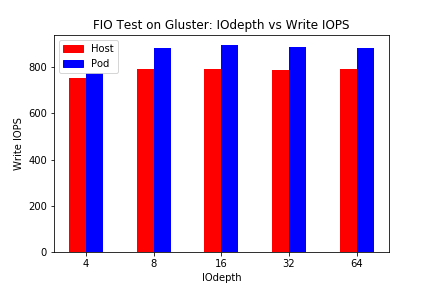 FIO Test on Gluster: IOdepth vs Write IOPS
Host
Pod
Write IOPS
800
600
400
200
0
4 8 16 32 64
IOdepth